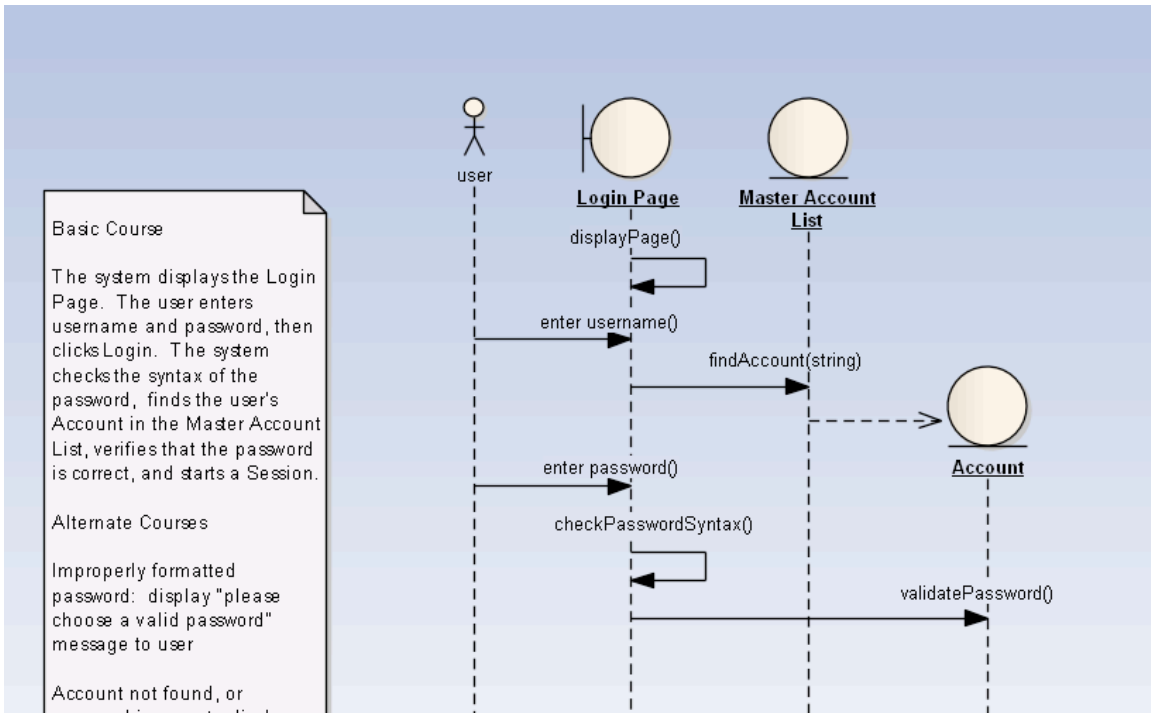 user
Login Page
Master Account
List
Basic Course
displayPage()
The system displays the Login
Page. The user enters
username and password, then
clicks Login. The system
checks the syntax of the
password, finds the user's
Account in the Master Account
List, verifies that the password
is correct, and starts a Session.
enter username()
findAccount(string)
Account
enter password()
Alternate Courses
checkPasswordSyntax()
Improperly formatted
password: display "please
choose a valid password"
message to user
validatePassword()
Account not found, or